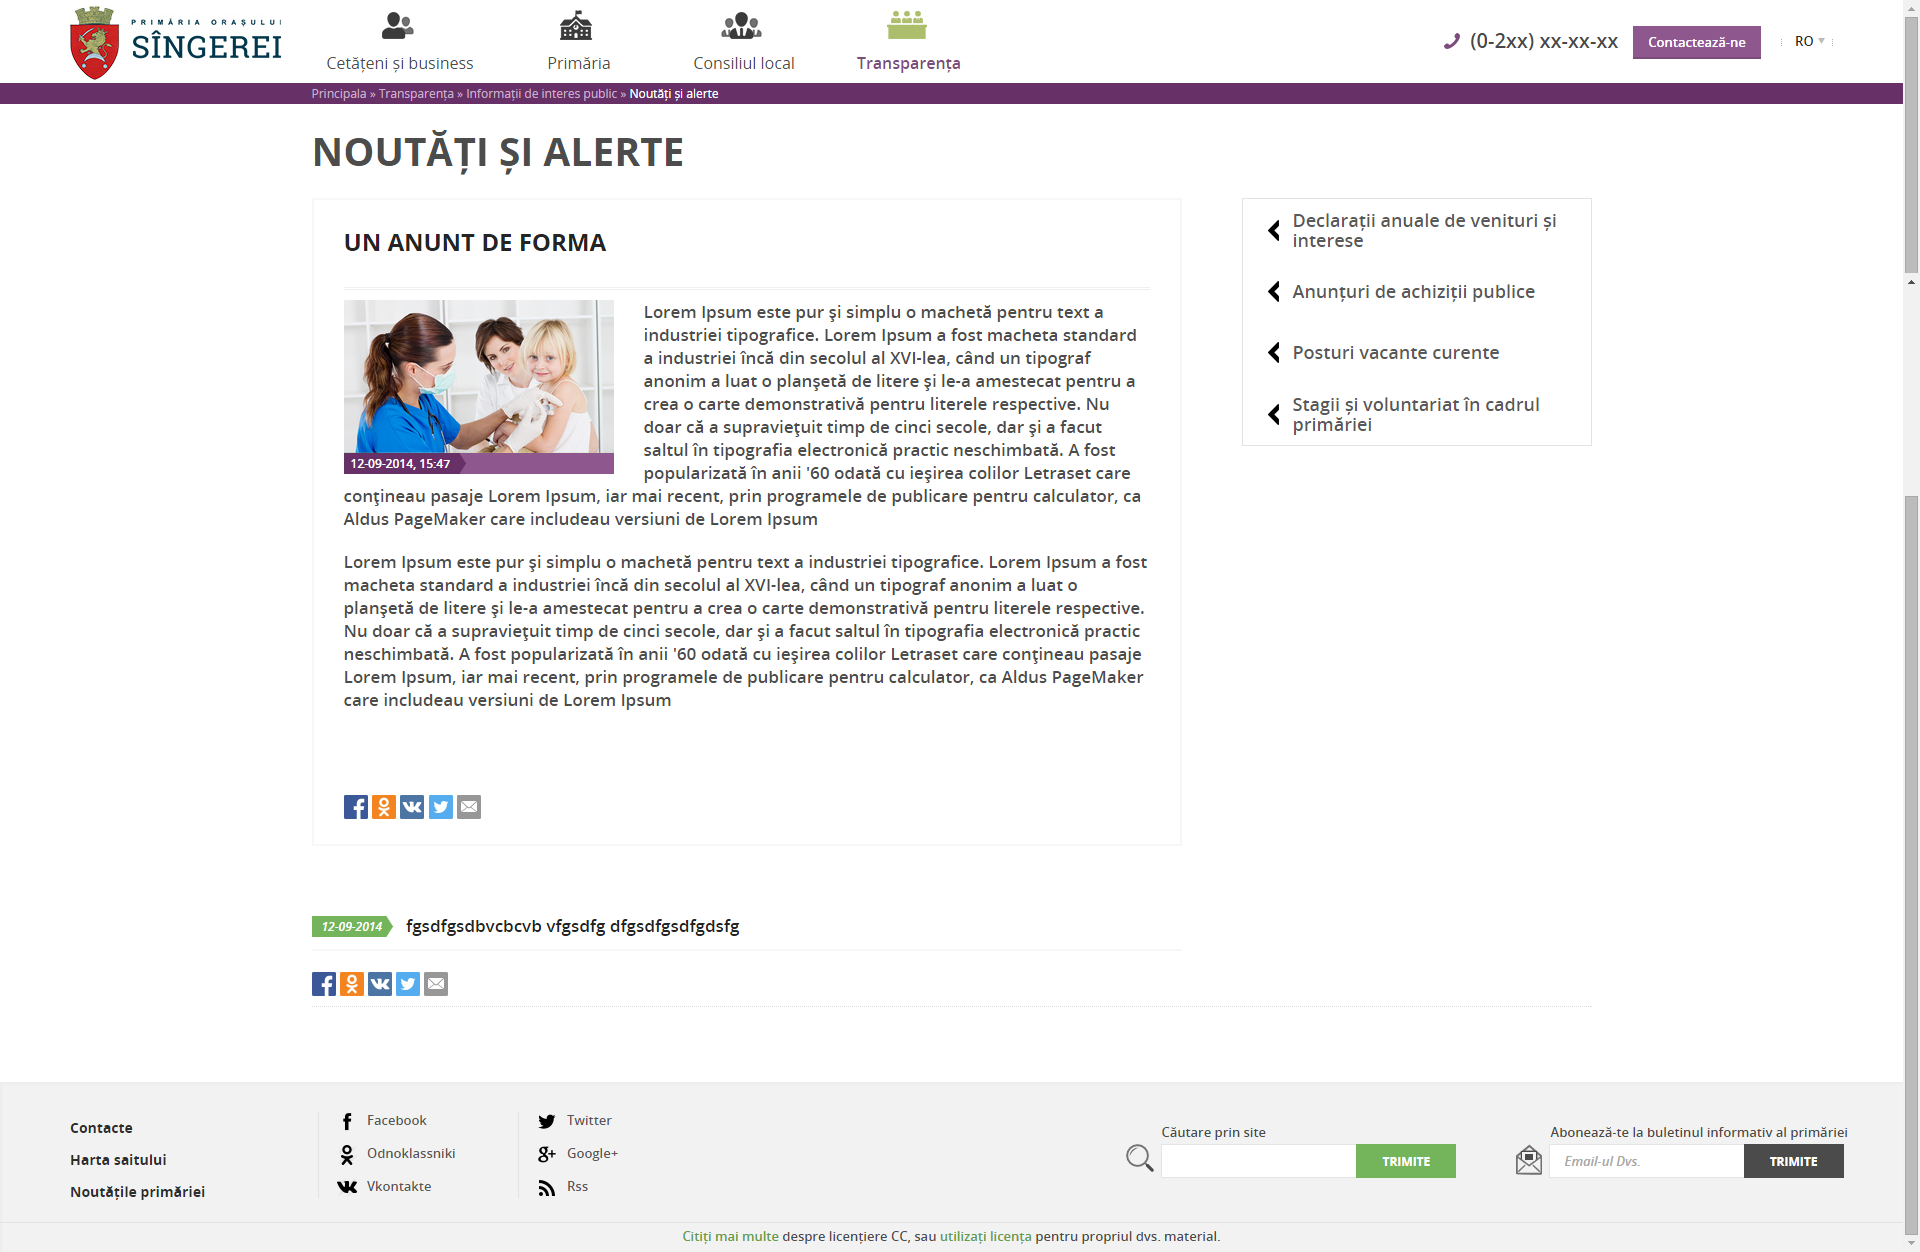 PRIMĂRIA ORAȘULUI
SÎNGEREI
Cetățeni și business
Primăria
Consiliul local
Transparența
(0-2xx) xx-xx-xx
Contactează-ne
RO
Principala » Transparența » Informații de interes public » Noutăți și alerte
NOUTĂȚI ȘI ALERTE
UN ANUNT DE FORMA
12-09-2014, 15:47
Lorem Ipsum este pur şi simplu o machetă pentru text a
industriei tipografice. Lorem Ipsum a fost macheta standard
a industriei încă din secolul al XVI-lea, când un tipograf
anonim a luat o planşetă de litere şi le-a amestecat pentru a
crea o carte demonstrativă pentru literele respective. Nu
doar că a supravieţuit timp de cinci secole, dar şi a facut
saltul în tipografia electronică practic neschimbată. A fost
popularizată în anii '60 odată cu ieşirea colilor Letraset care
conţineau pasaje Lorem Ipsum, iar mai recent, prin programele de publicare pentru calculator, ca
Aldus PageMaker care includeau versiuni de Lorem Ipsum
Lorem Ipsum este pur şi simplu o machetă pentru text a industriei tipografice. Lorem Ipsum a fost
macheta standard a industriei încă din secolul al XVI-lea, când un tipograf anonim a luat o
planşetă de litere şi le-a amestecat pentru a crea o carte demonstrativă pentru literele respective.
Nu doar că a supravieţuit timp de cinci secole, dar şi a facut saltul în tipografia electronică practic
neschimbată. A fost popularizată în anii '60 odată cu ieşirea colilor Letraset care conţineau pasaje
Lorem Ipsum, iar mai recent, prin programele de publicare pentru calculator, ca Aldus PageMaker
care includeau versiuni de Lorem Ipsum
Declarații anuale de venituri și
interese
Anunțuri de achiziții publice
Posturi vacante curente
Stagii și voluntariat în cadrul
primăriei
12-09-2014
fgsdfgsdbvcbcvb vfgsdfg dfgsdfgsdfgdsfg
Contacte
Harta saitului
Noutățile primăriei
Facebook
Odnoklassniki
Vkontakte
Twitter
Google+
Rss
Căutare prin site
TRIMITE
Abonează-te la buletinul informativ al primăriei
Email-ul Dvs.
TRIMITE
Citiți mai multe despre licențiere CC, sau utilizați licența pentru propriul dvs. material.